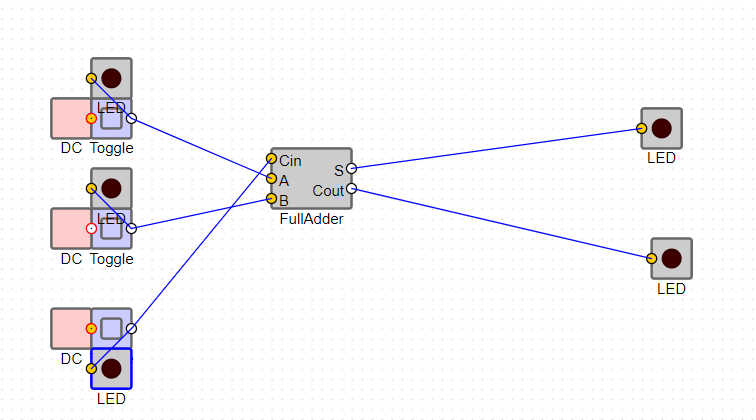 LED
DC Toggle
LED
DC Toggle
DC
LED
Cin
A
B
S
Cout
FullAdder
LED
LED